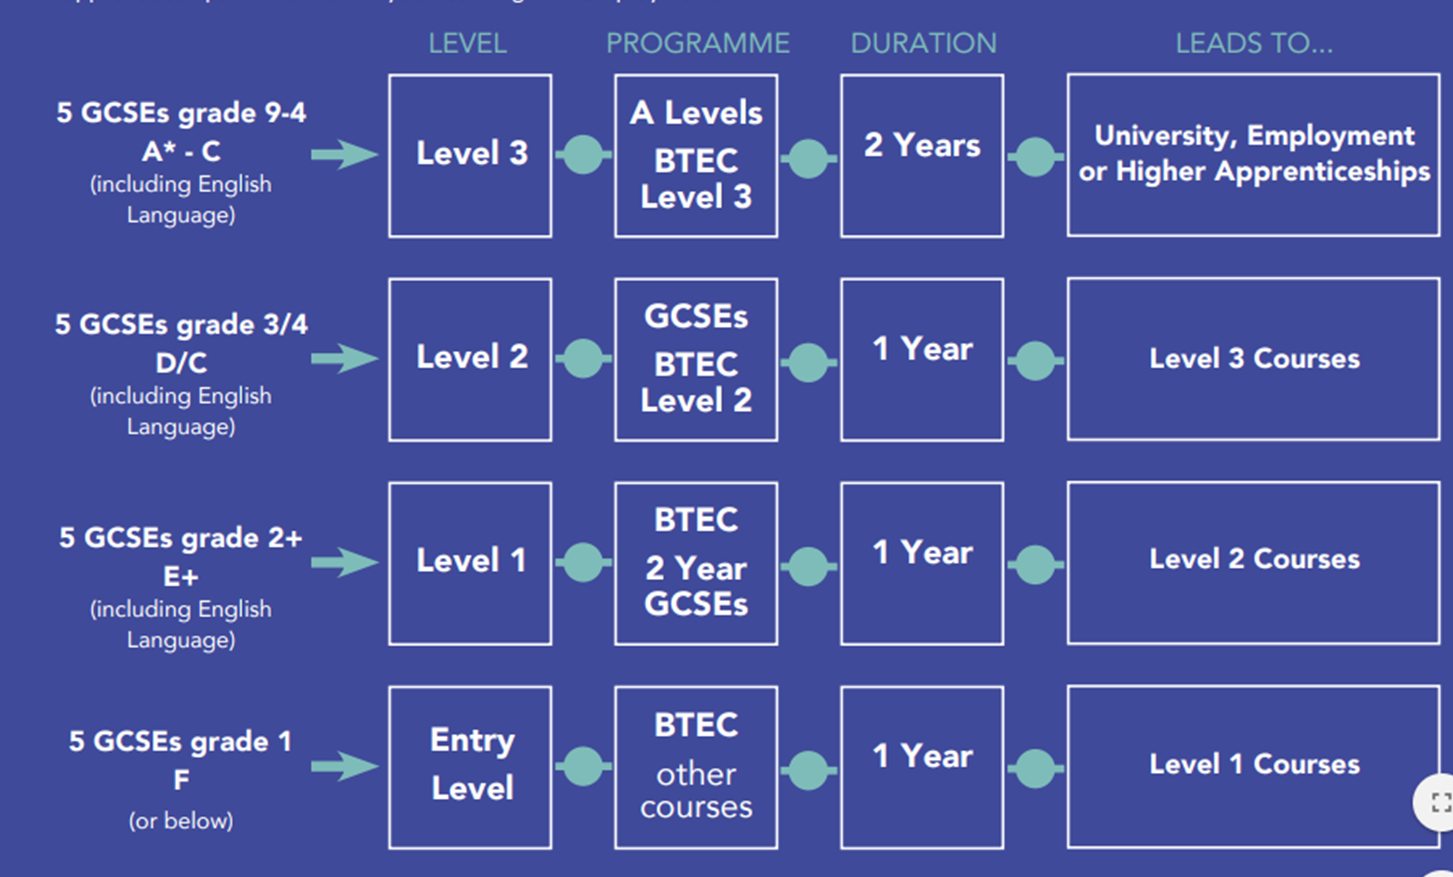 LEVEL PROGRAMME DURATION LEADS TO...
5 GCSEs grade 9-4
A* - C
(including English
Language)
Level 3
A Levels
BTEC
Level 3
2 Years
University, Employment
or Higher Apprenticeships
5 GCSEs grade 3/4
D/C
(including English
Language)
Level 2
GCSEs
BTEC
Level 2
1 Year
Level 3 Courses
5 GCSEs grade 2+
E+
(including English
Language)
Level 1
BTEC
2 Year
GCSEs
1 Year
Level 2 Courses
5 GCSEs grade 1
F
(or below)
Entry
Level
BTEC
other
courses
1 Year
Level 1 Courses